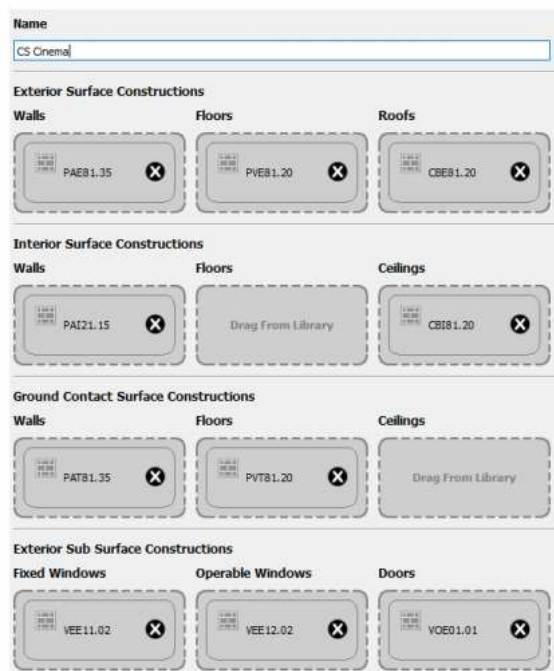 Name
CS Cinema
Exterior Surface Constructions
Walls Floors Roofs
PAE81.35 PVE81.20 CBE81.20
Interior Surface Constructions
Walls Floors Ceilings
PAI21.15 Drag From Library CBI81.20
Ground Contact Surface Constructions
Walls Floors Ceilings
PAT81.35 PVT81.20 Drag From Library
Exterior Sub Surface Constructions
Fixed Windows Operable Windows Doors
VEE11.02 VEE12.02 VOE01.01